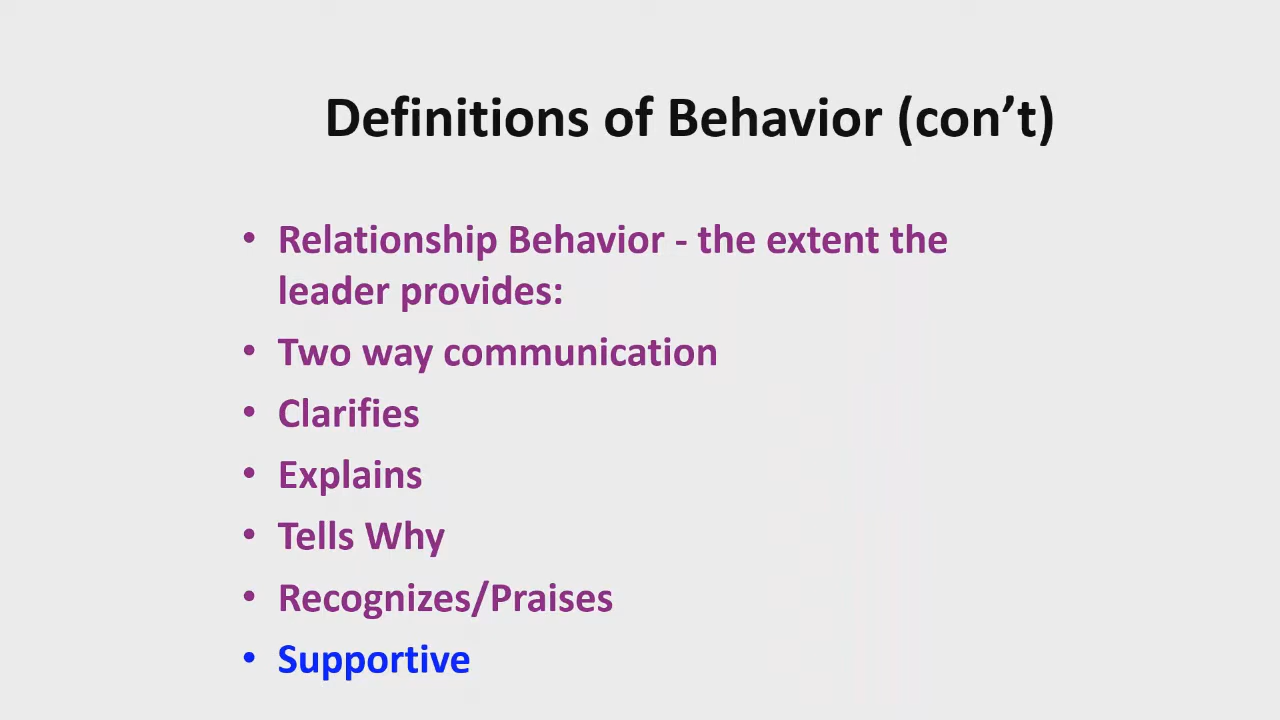 Definitions of Behavior (con’t)
• Relationship Behavior - the extent the
leader provides:
• Two way communication
• Clarifies
• Explains
• Tells Why
• Recognizes/Praises
• Supportive